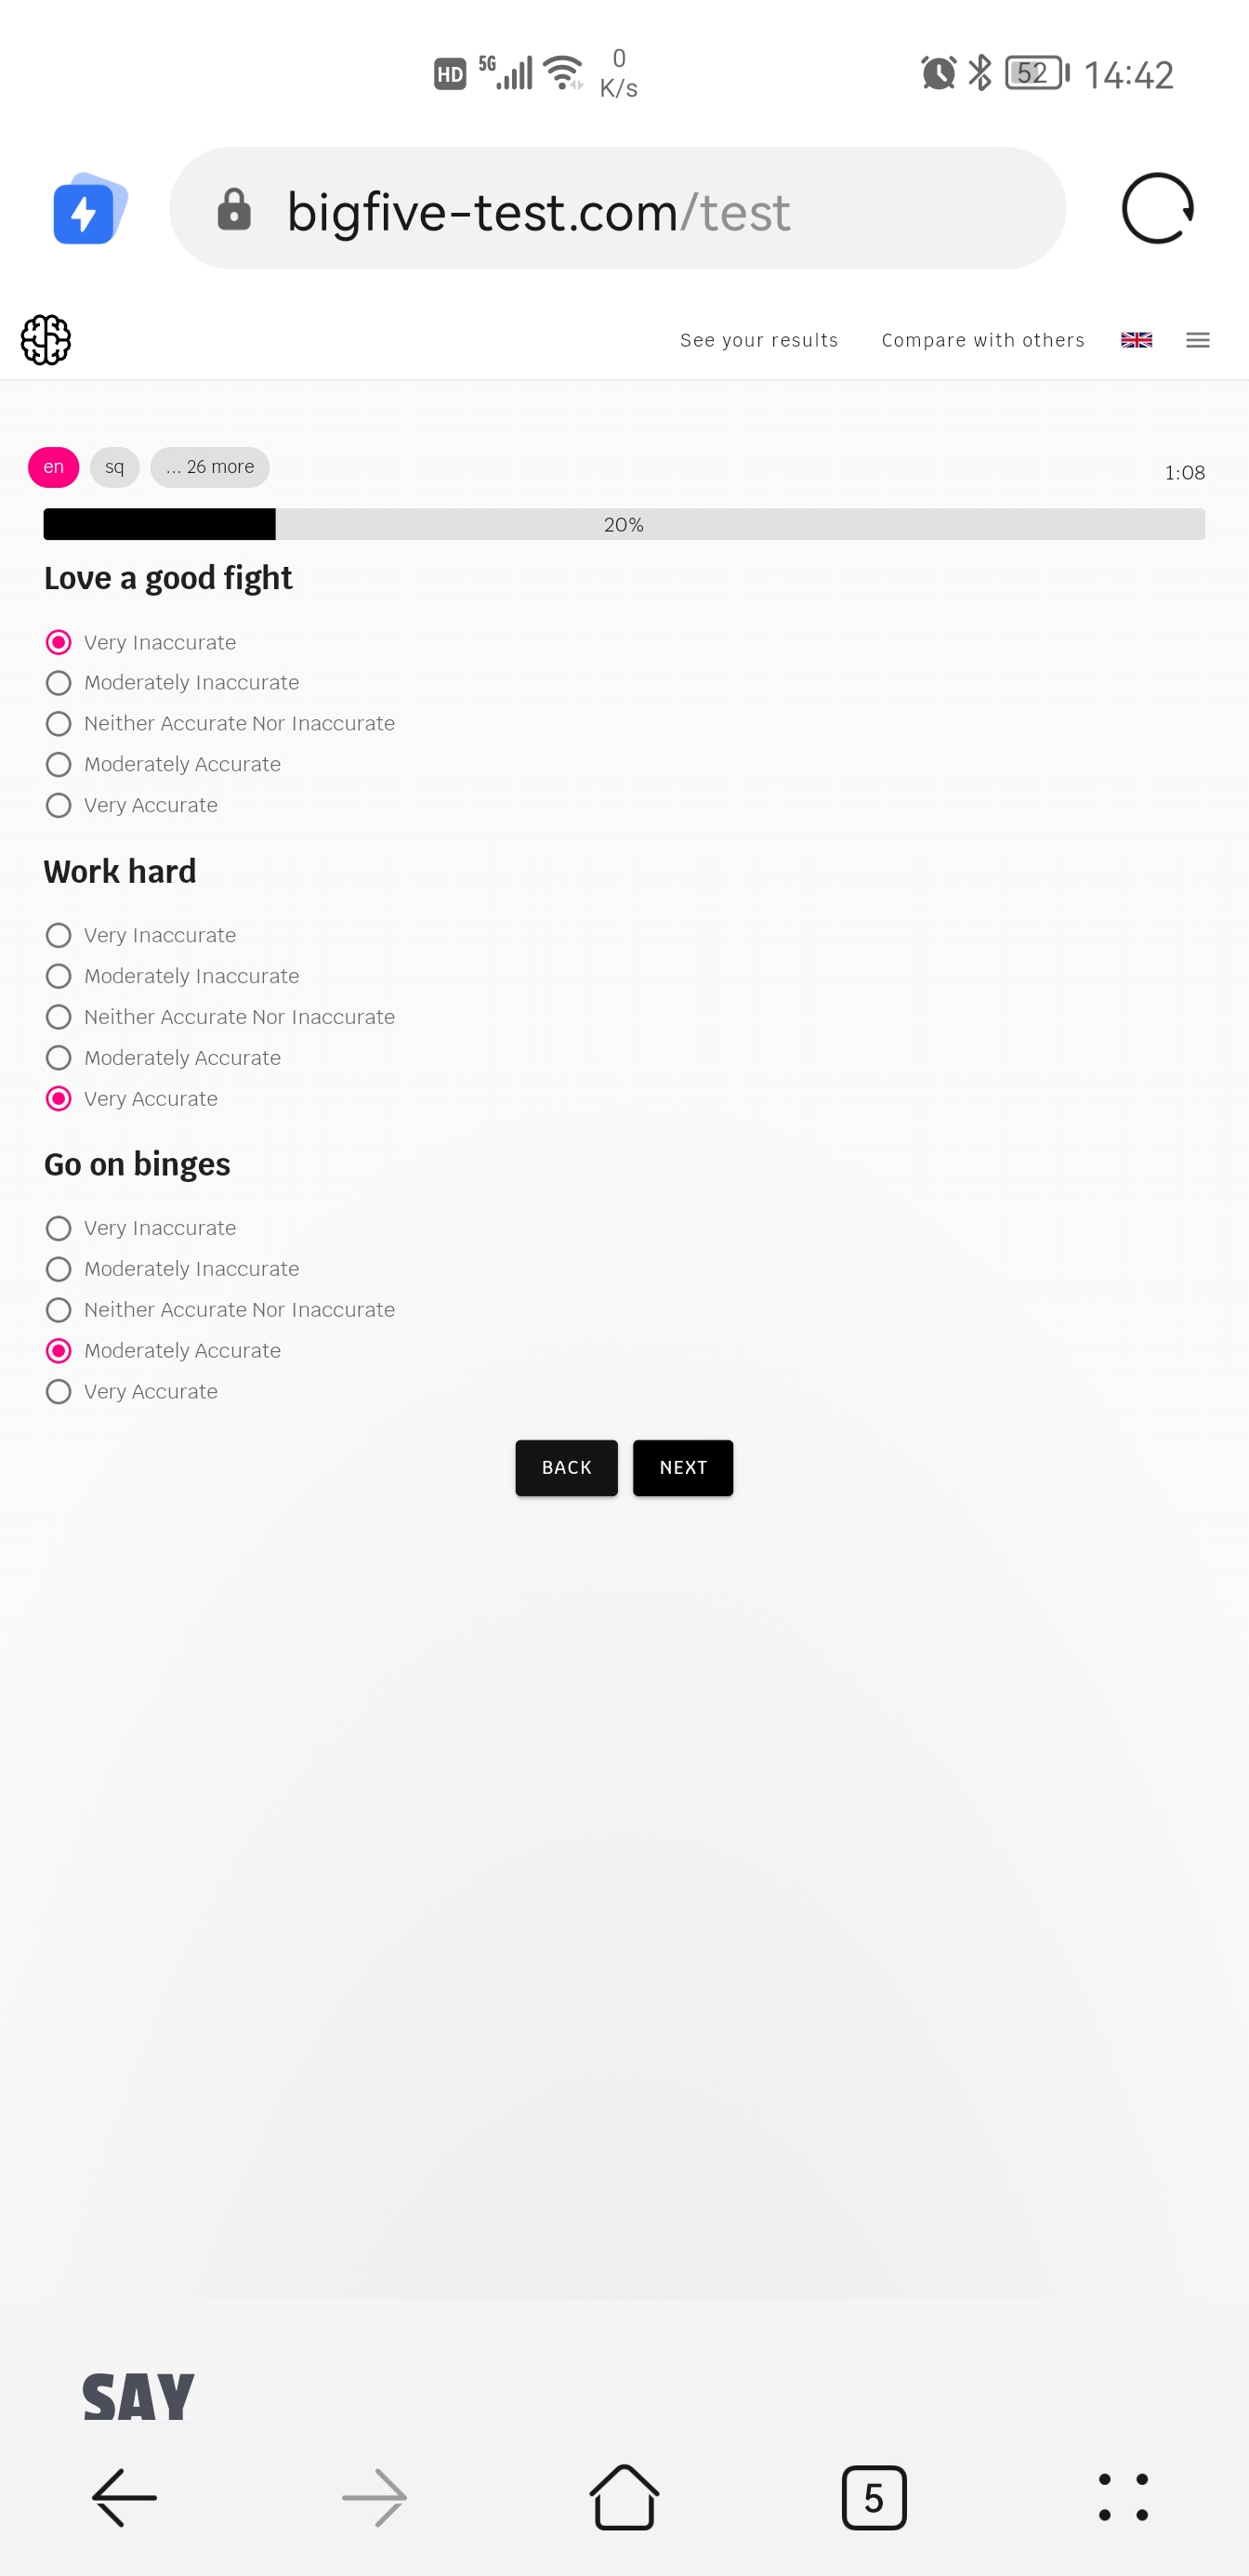 HD 5G 0 K/s 52 14:42
bigfive-test.com/test
See your results Compare with others
en sq ... 26 more 1:08
20%
Love a good fight
Very Inaccurate
Moderately Inaccurate
Neither Accurate Nor Inaccurate
Moderately Accurate
Very Accurate
Work hard
Very Inaccurate
Moderately Inaccurate
Neither Accurate Nor Inaccurate
Moderately Accurate
Very Accurate
Go on binges
Very Inaccurate
Moderately Inaccurate
Neither Accurate Nor Inaccurate
Moderately Accurate
Very Accurate
BACK NEXT
SAY
5